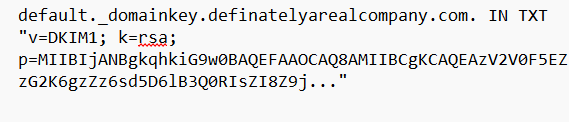 default._domainkey.definatelyarealcompany.com. IN TXT
"v=DKIM1; k=rsa;
p=MIIBIjANBgkqhkiG9w0BAQEFAAOCAQ8AMIIBCgKCAQEAzV2V0F5EZ
zG2K6gzZz6sd5D6lB3Q0RIsZI8Z9j..."